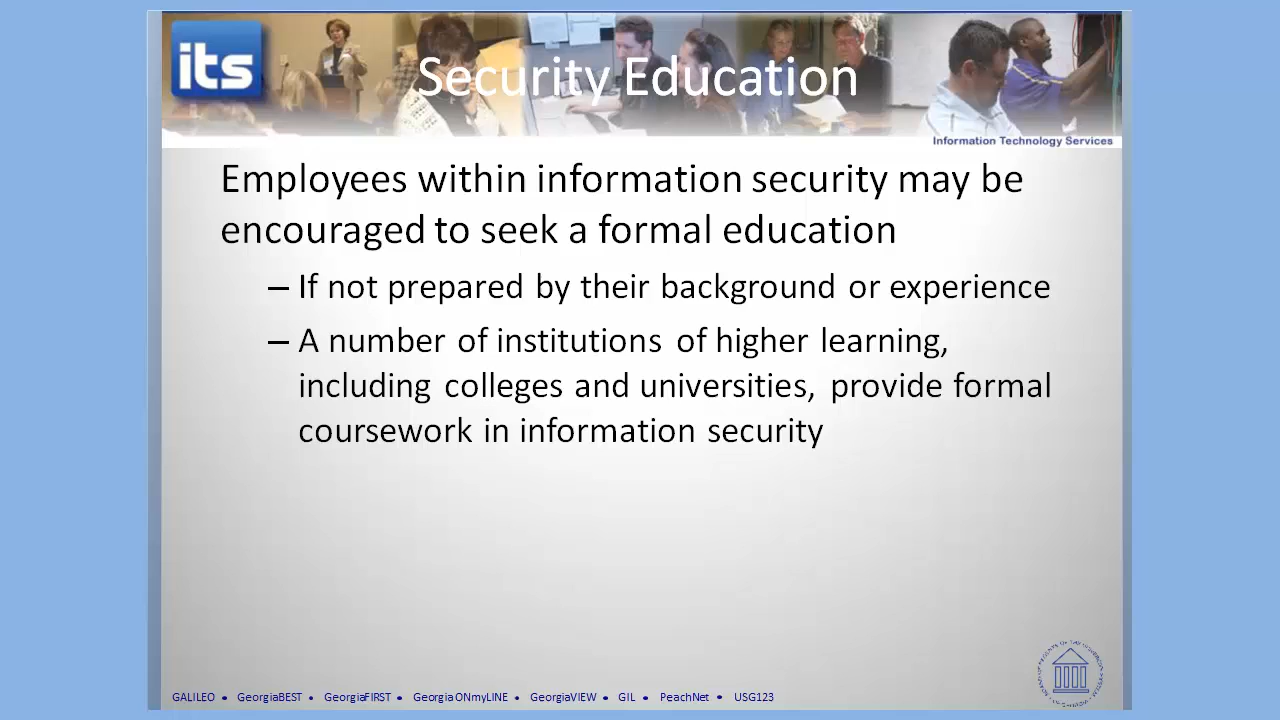 its
Security Education
Information Technology Services
Employees within information security may be
encouraged to seek a formal education
– If not prepared by their background or experience
– A number of institutions of higher learning,
including colleges and universities, provide formal
coursework in information security
GALILEO • GeorgiaBEST • GeorgiaFIRST • GeorgiaONmyLINE • GeorgiaVIEW • GIL • PeachNet • USG123